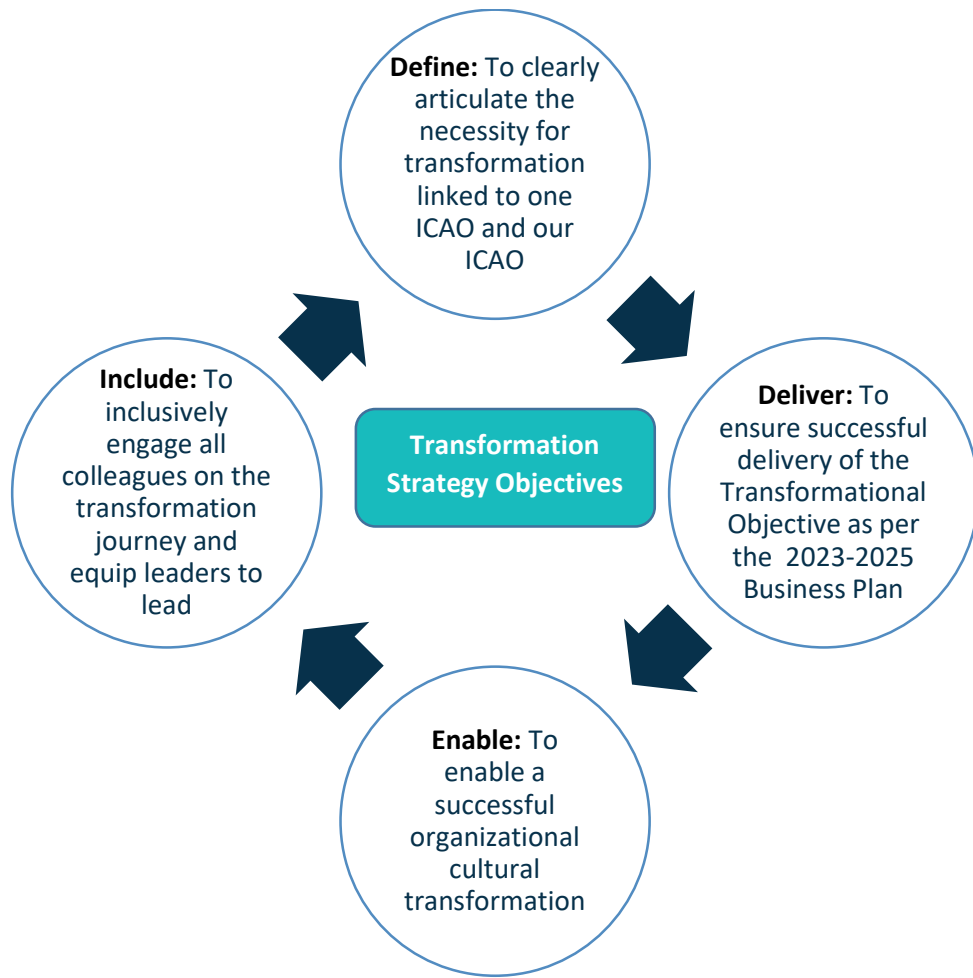 Define: To clearly
articulate the
necessity for
transformation
linked to one
ICAO and our
ICAO
Include: To
inclusively
engage all
colleagues on the
transformation
journey and
equip leaders to
lead
Transformation
Strategy Objectives
Deliver: To
ensure successful
delivery of the
Transformational
Objective as per
the 2023-2025
Business Plan
Enable: To
enable a
successful
organizational
cultural
transformation